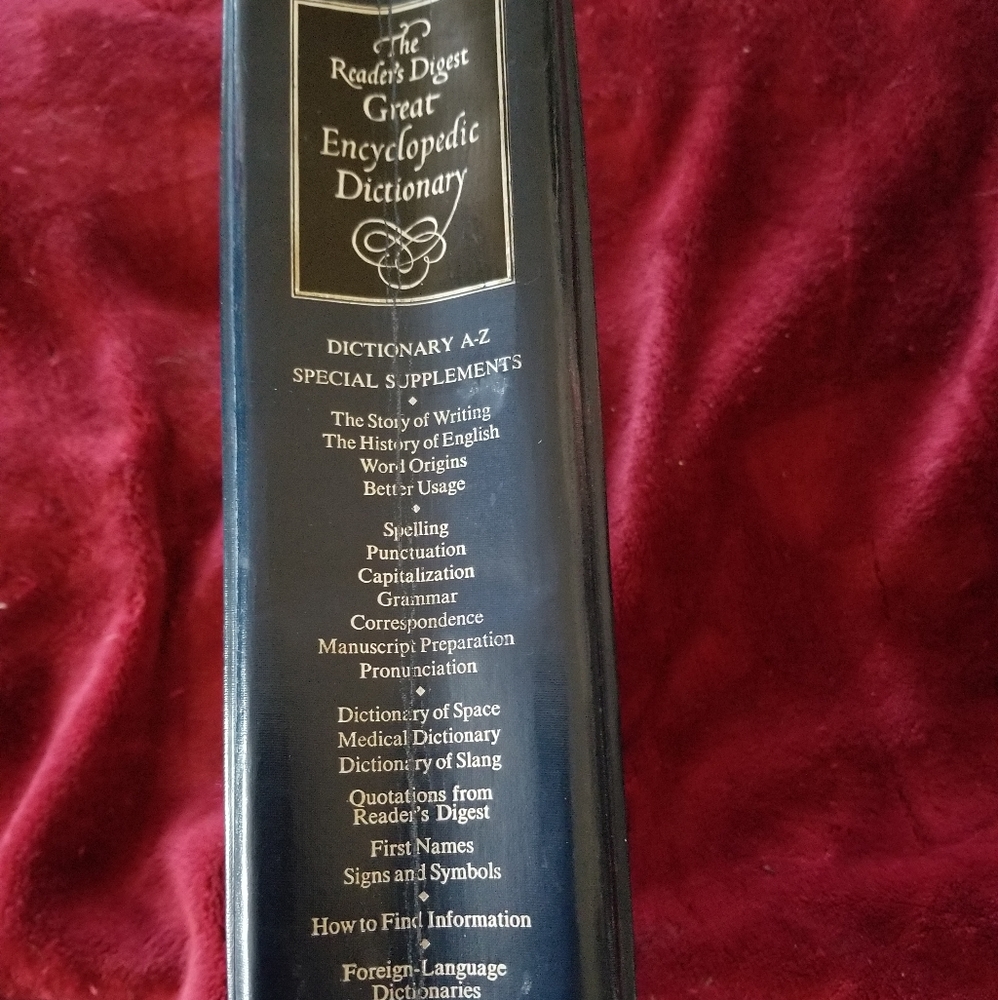 The
Reader's Digest
Great
Encyclopedic
Dictionary
DICTIONARY A-Z
SPECIAL SUPPLEMENTS
The Story of Writing
The History of English
Word Origins
Better Usage
Spelling
Punctuation
Capitalization
Grammar
Correspondence
Manuscript Preparation
Pronunciation
Dictionary of Space
Medical Dictionary
Dictionary of Slang
Quotations from
Reader's Digest
First Names
Signs and Symbols
How to Find Information
Foreign-Language
Dictionaries